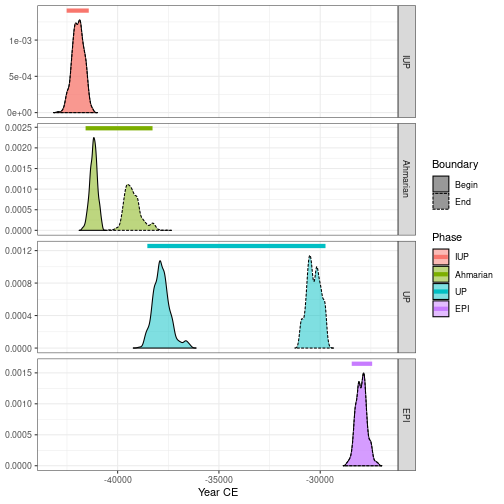 1e-03
5e-04
0e+00
IUP
0.0025
0.0020
0.0015
0.0010
0.0005
0.0000
Ahmarian
0.0012
0.0008
0.0004
0.0000
UP
0.0015
0.0010
0.0005
0.0000
EPI
-40000
-35000
-30000
Year CE
Boundary
Begin
End
Phase
IUP
Ahmarian
UP
EPI